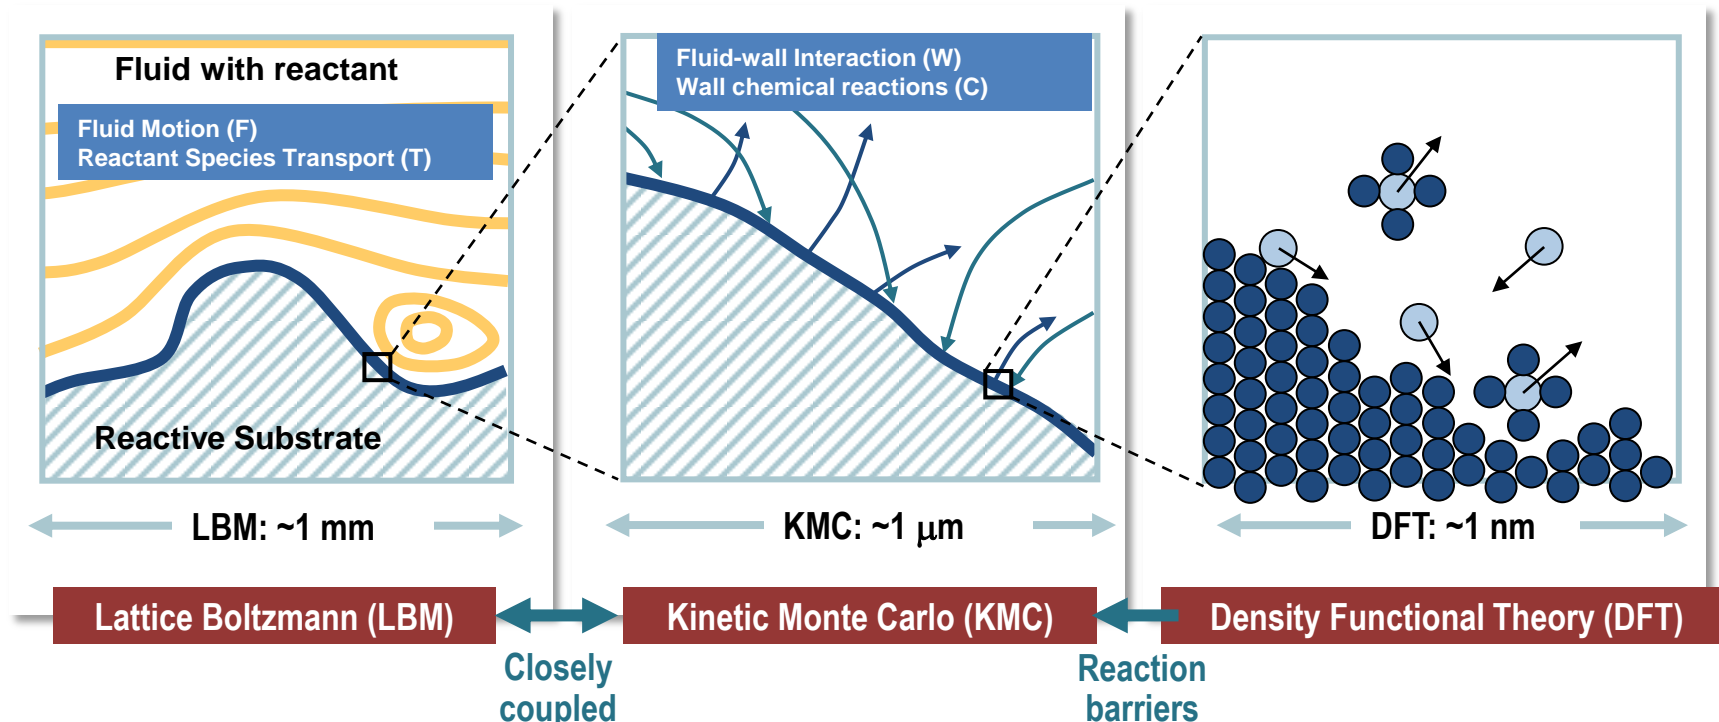 Fluid with reactant
Fluid Motion (F)
Reactant Species Transport (T)
Reactive Substrate
LBM: ~1 mm
Fluid-wall Interaction (W)
Wall chemical reactions (C)
KMC: ~1 μm
DFT: ~1 nm
Lattice Boltzmann (LBM)
Kinetic Monte Carlo (KMC)
Density Functional Theory (DFT)
Closely
coupled
Reaction
barriers